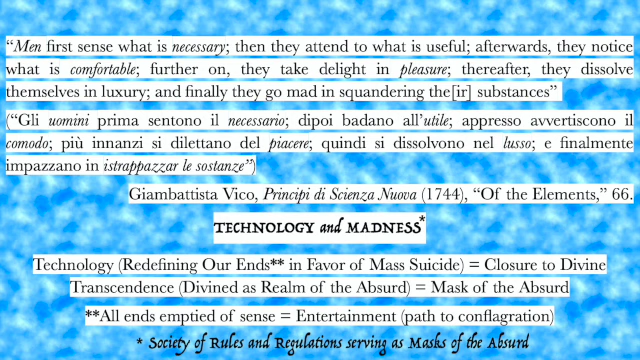 “Men first sense what is necessary; then they attend to what is useful; afterwards, they notice
what is comfortable; further on, they take delight in pleasure; thereafter, they dissolve
themselves in luxury; and finally they go mad in squandering the[ir] substances”
(“Gli uomini prima sentono il necessario; dipoi badano all’utile; appresso avvertiscono il
comodo; più innanzi si dilettano del piacere; quindi si dissolvono nel lusso; e finalmente
impazzano in istrappazzar le sostanze”)
Giambattista Vico, Principi di Scienza Nuova (1744), “Of the Elements,” 66.
TECHNOLOGY and MADNESS*
Technology (Redefining Our Ends** in Favor of Mass Suicide) = Closure to Divine
Transcendence (Divined as Realm of the Absurd) = Mask of the Absurd
**All ends emptied of sense = Entertainment (path to conflagration)
* Society of Rules and Regulations serving as Masks of the Absurd